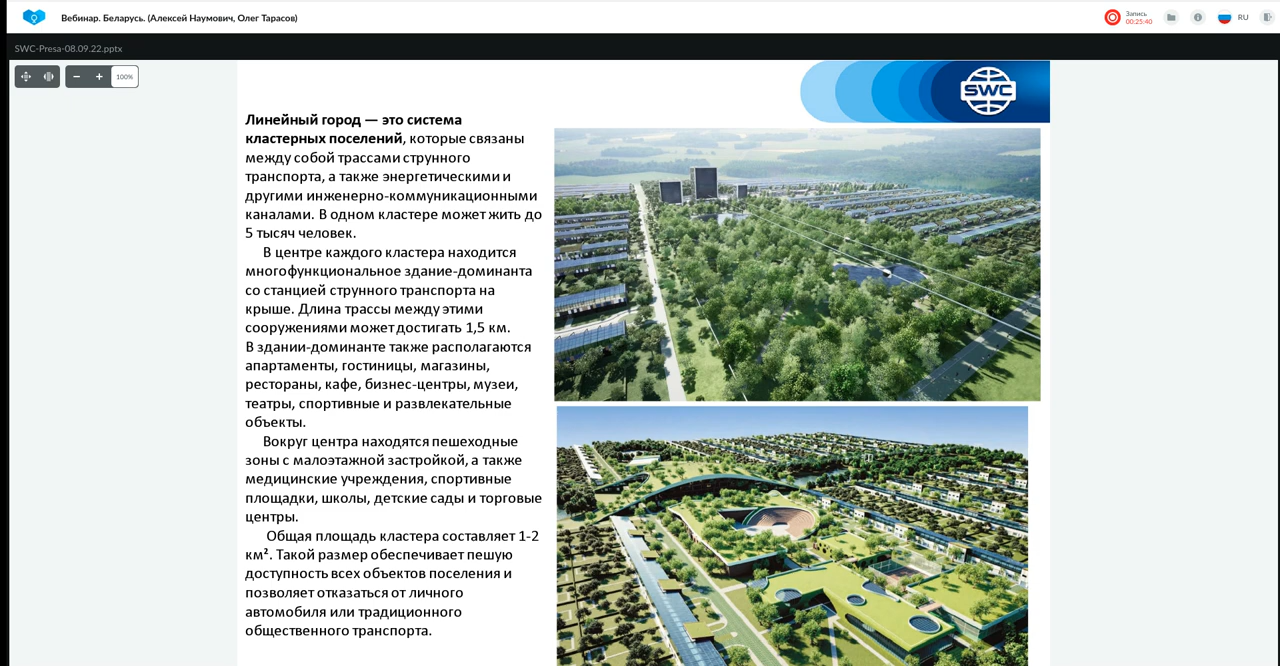 Вебинар. Беларусь. (Алексей Наумович, Олег Тарасов)
Запись
00:25:40
RU
SWC-Presa-08.09.22.pptx
100%
SWC
Линейный город — это система
кластерных поселений, которые связаны
между собой трассами струнного
транспорта, а также энергетическими и
другими инженерно-коммуникационными
каналами. В одном кластере может жить до
5 тысяч человек.
В центре каждого кластера находится
многофункциональное здание-доминанта
со станцией струнного транспорта на
крыше. Длина трассы между этими
сооружениями может достигать 1,5 км.
В здании-доминанте также располагаются
апартаменты, гостиницы, магазины,
рестораны, кафе, бизнес-центры, музеи,
театры, спортивные и развлекательные
объекты.
Вокруг центра находятся пешеходные
зоны с малоэтажной застройкой, а также
медицинские учреждения, спортивные
площадки, школы, детские сады и торговые
центры.
Общая площадь кластера составляет 1-2
км². Такой размер обеспечивает пешую
доступность всех объектов поселения и
позволяет отказаться от личного
автомобиля или традиционного
общественного транспорта.